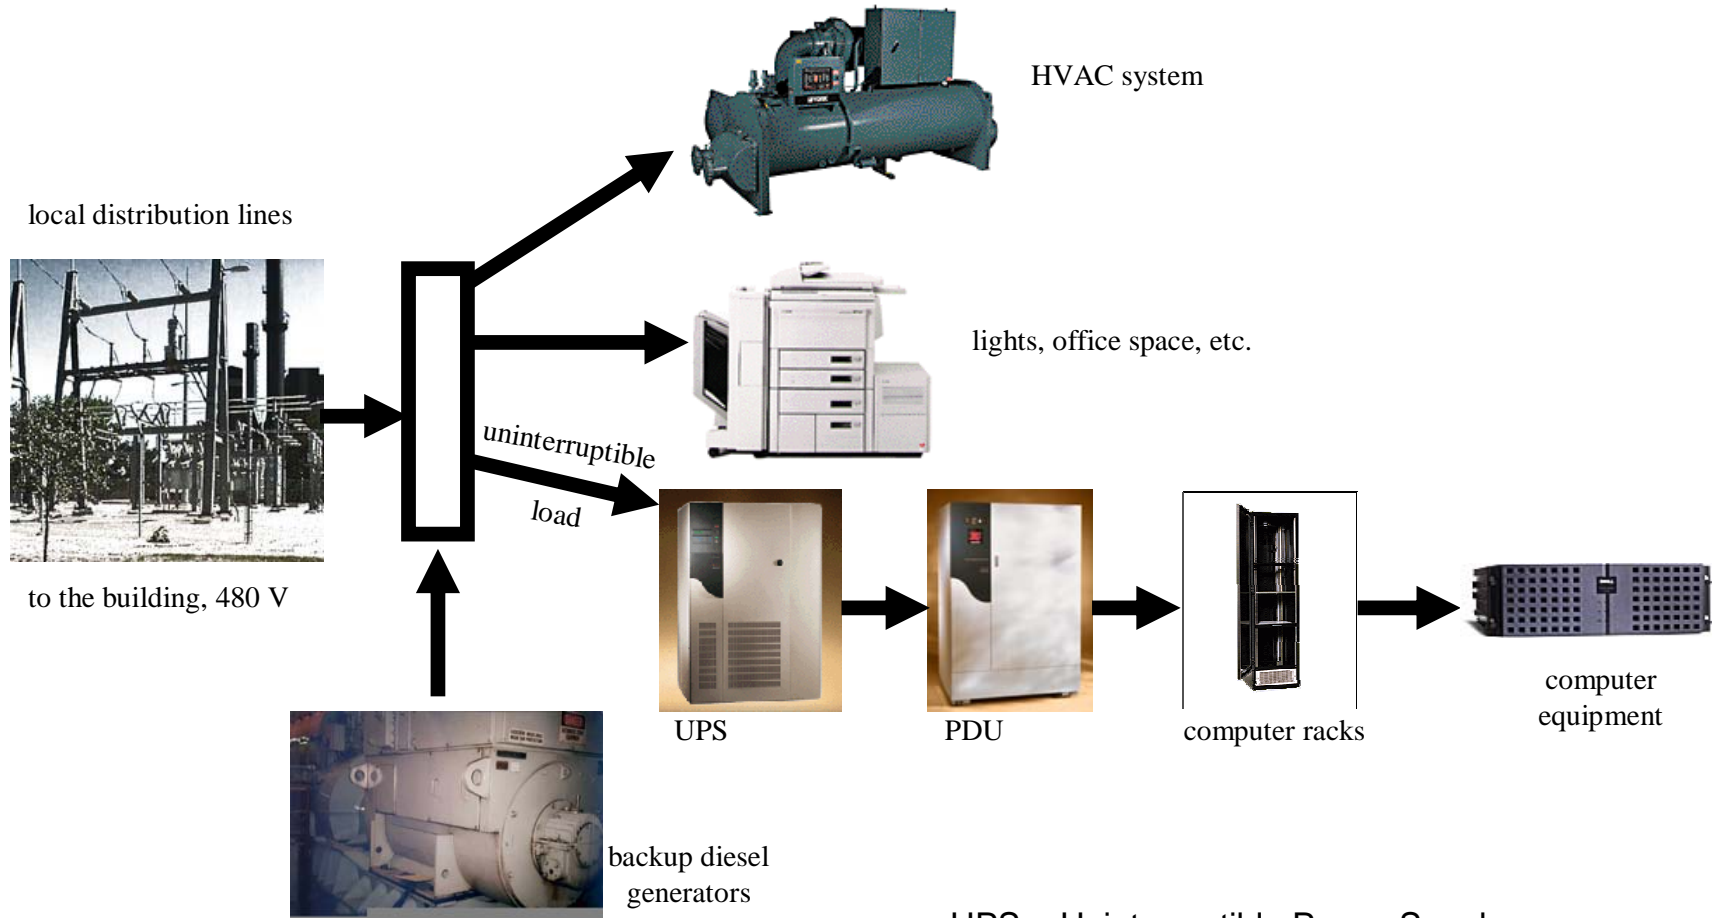 HVAC system
local distribution lines
lights, office space, etc.
uninterruptible
load
to the building, 480 V
UPS
PDU
computer racks
computer
equipment
backup diesel
generators